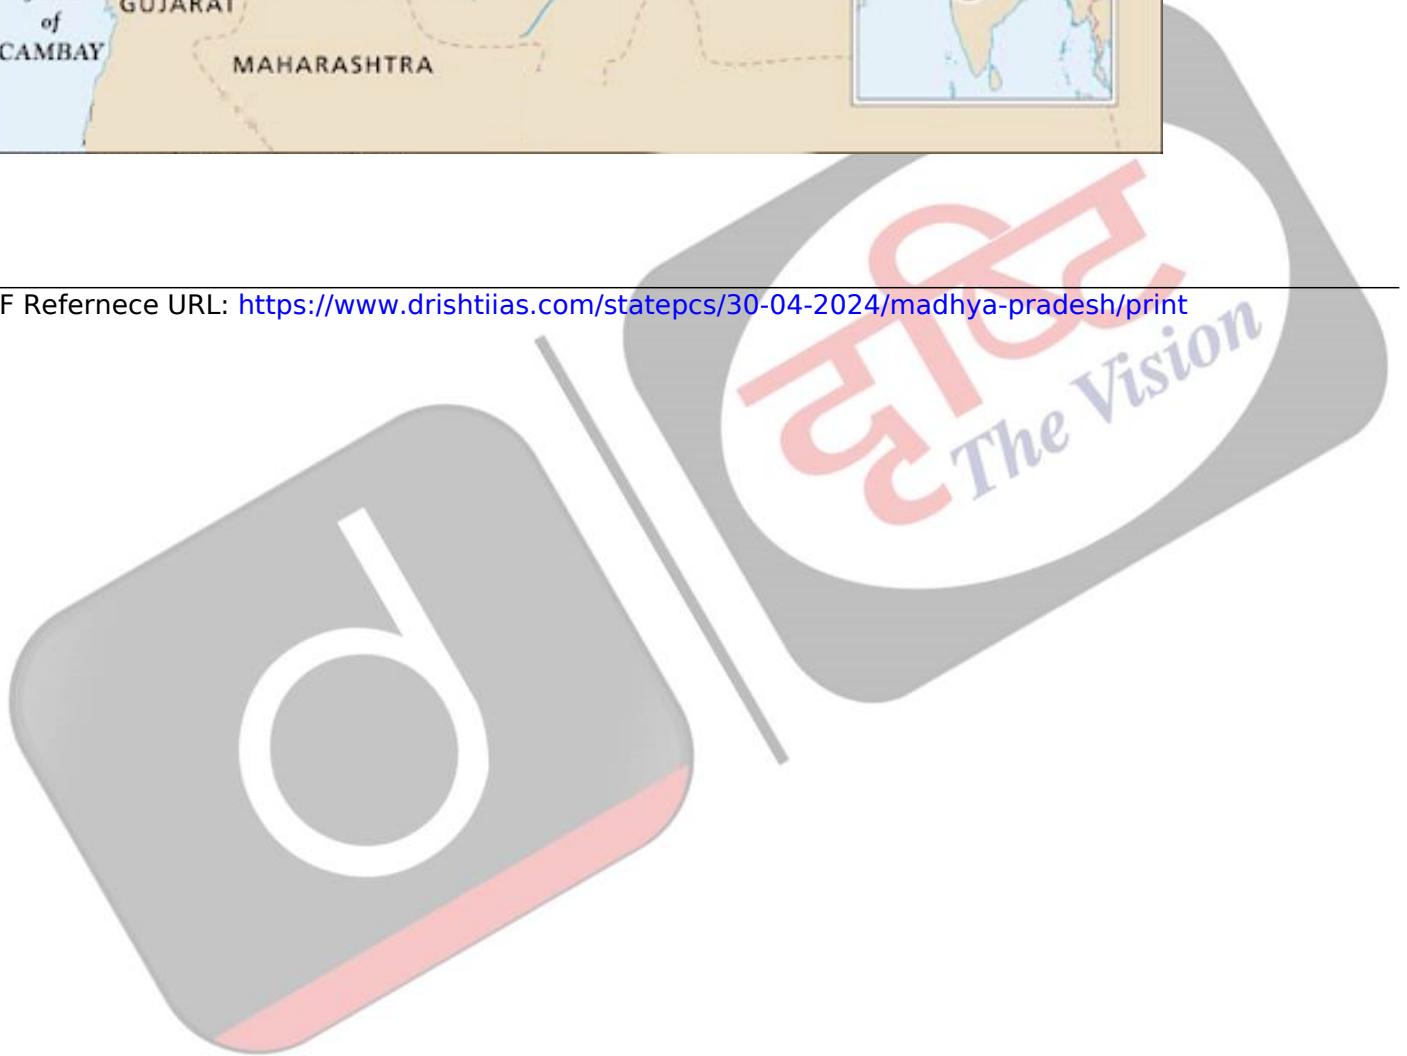 GUJARAT
of
CAMBAY
MAHARASHTRA
F Refernece URL: https://www.drishtiias.com/statepcs/30-04-2024/madhya-pradesh/print
दृष्टि
The Vision
d